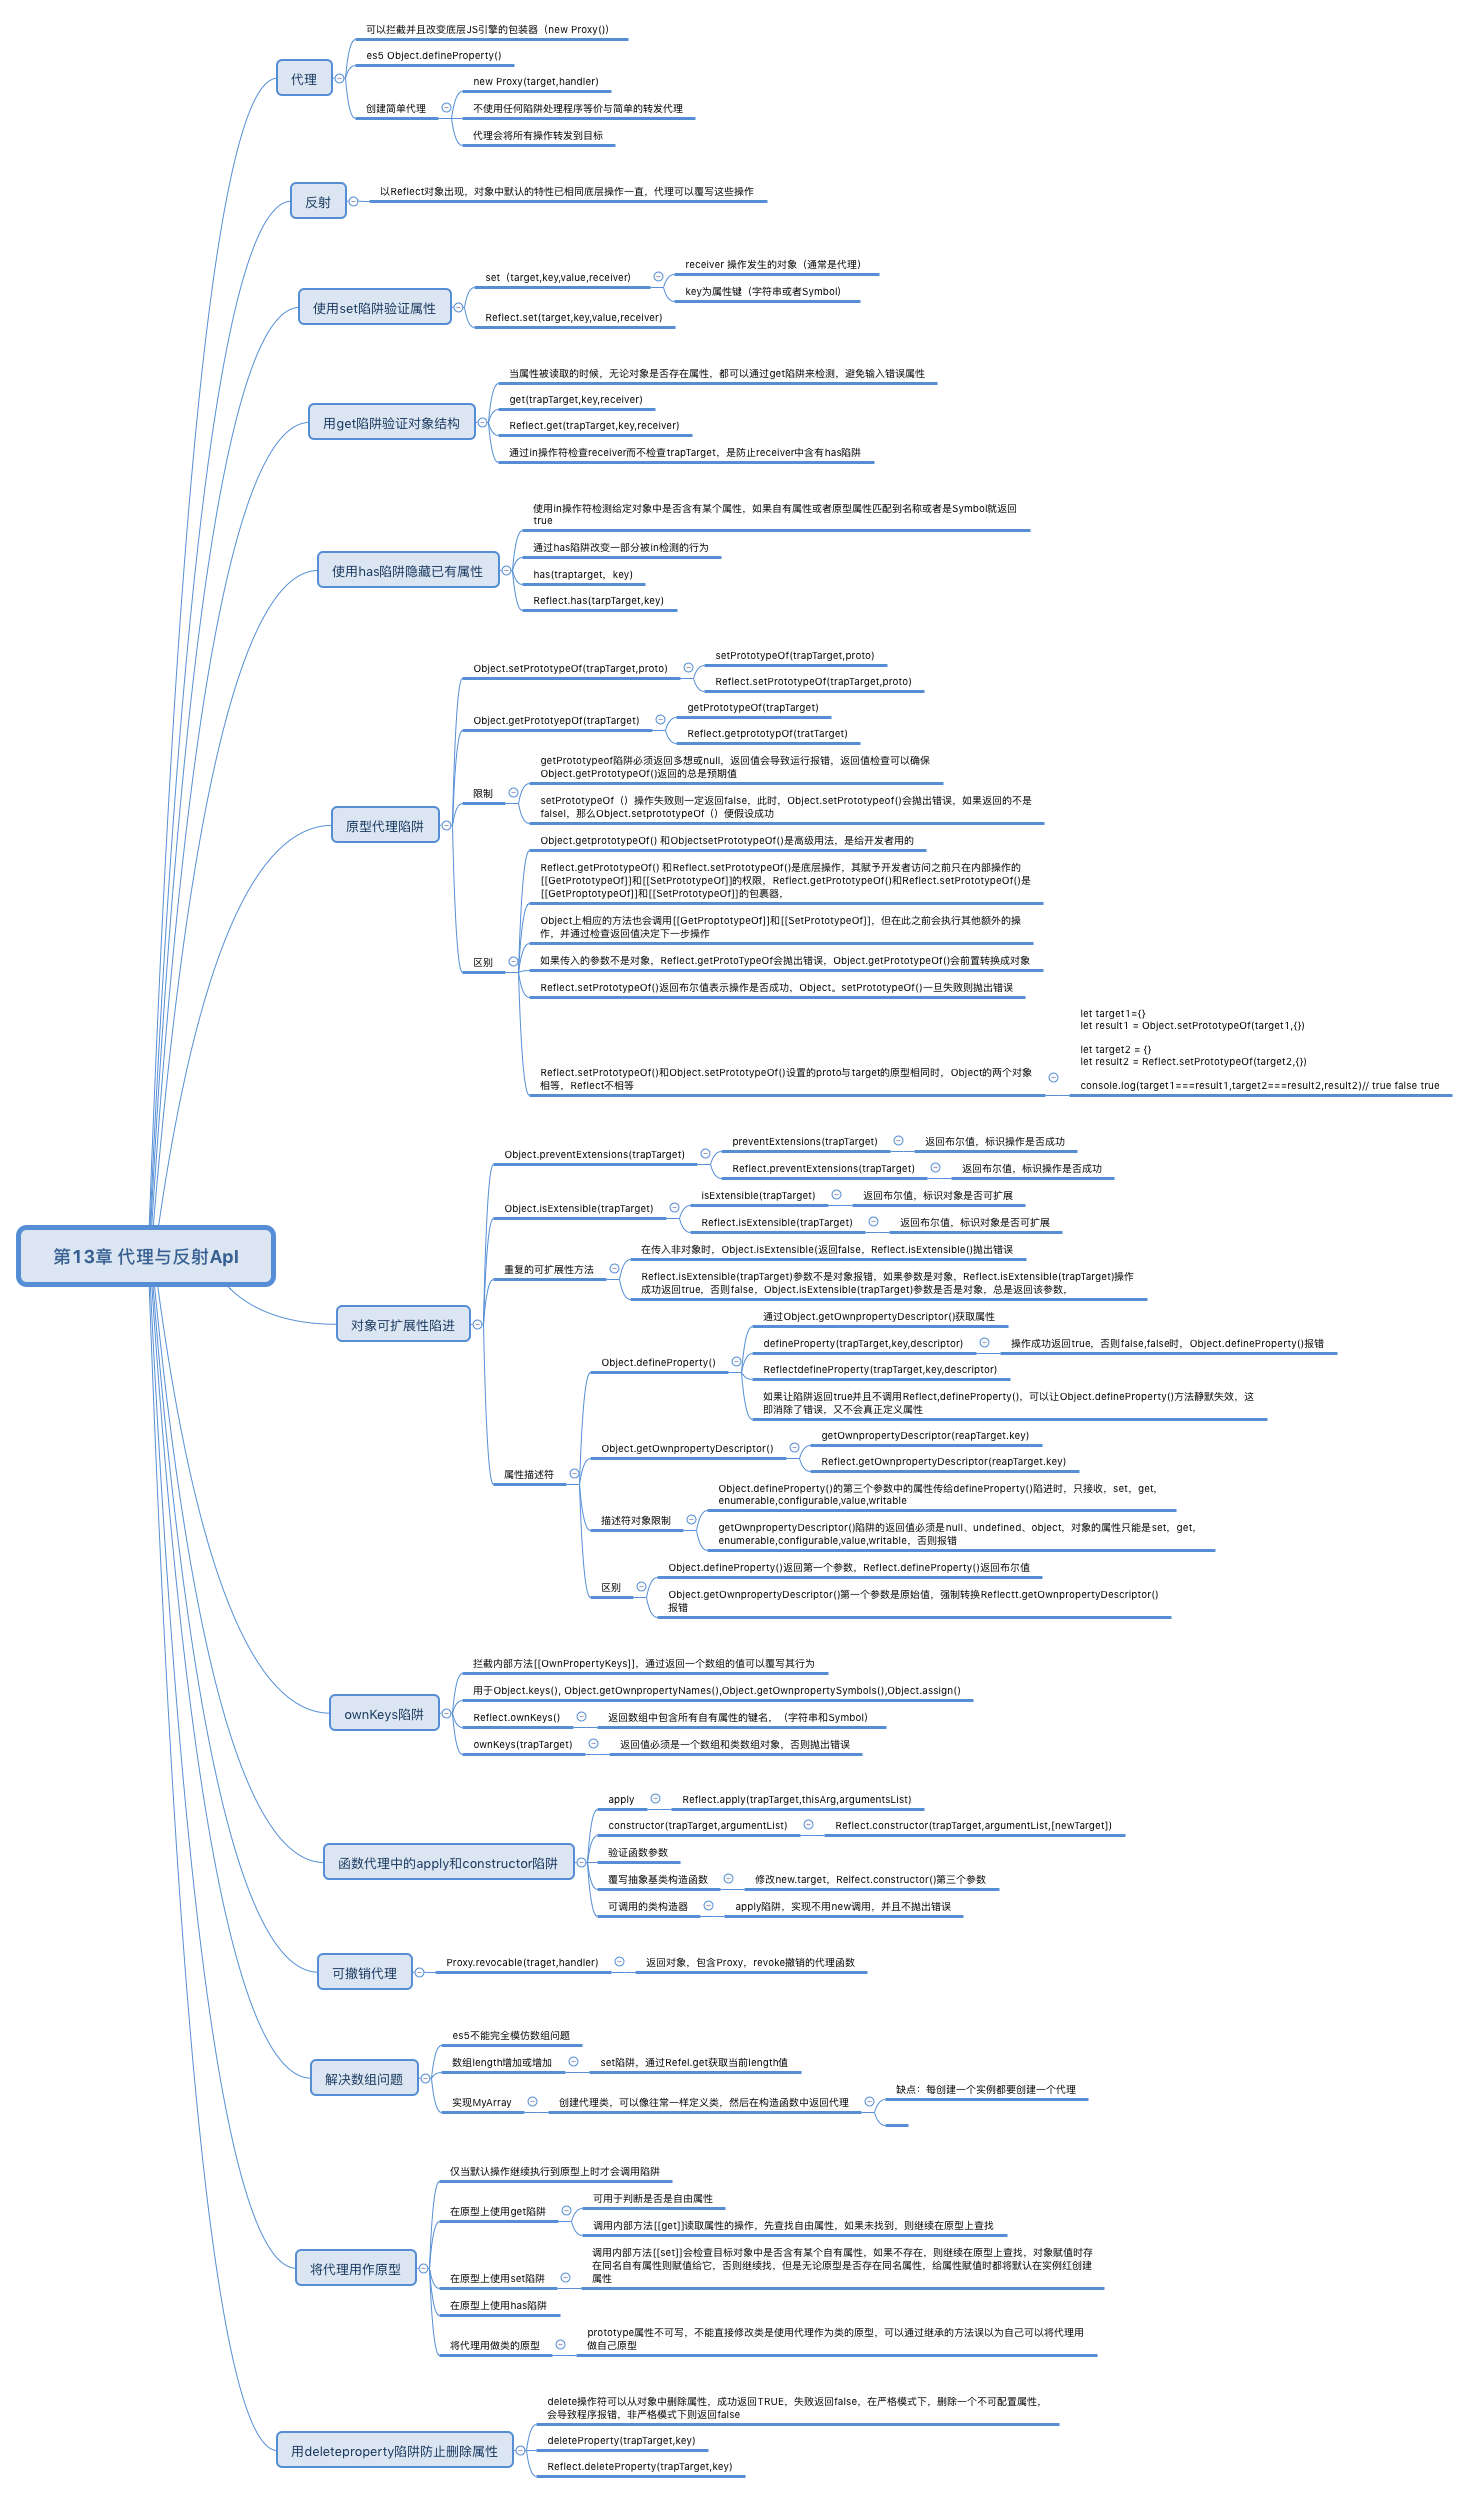 第13章 代理与反射ApI
代理
可以拦截并且改变底层JS引擎的包装器（new Proxy()）
es5 Object.defineProperty()
创建简单代理
new Proxy(target,handler)
不使用任何陷阱处理程序等价与简单的转发代理
代理会将所有操作转发到目标
反射
以Reflect对象出现，对象中默认的特性已相同底层操作一直，代理可以覆写这些操作
使用set陷阱验证属性
set（target,key,value,receiver）
receiver 操作发生的对象（通常是代理）
key为属性键（字符串或者Symbol）
Reflect.set(target,key,value,receiver)
用get陷阱验证对象结构
当属性被读取的时候，无论对象是否存在属性，都可以通过get陷阱来检测，避免输入错误属性
get(trapTarget,key,receiver)
Reflect.get(trapTarget,key,receiver)
通过in操作符检查receiver而不检查trapTarget，是防止receiver中含有has陷阱
使用has陷阱隐藏已有属性
使用in操作符检测给定对象中是否含有某个属性，如果自有属性或者原型属性匹配到名称或者是Symbol就返回
true
通过has陷阱改变一部分被in检测的行为
has(traptarget，key)
Reflect.has(tarpTarget,key)
原型代理陷阱
Object.setPrototypeOf(trapTarget,proto)
setPrototypeOf(trapTarget,proto)
Reflect.setPrototypeOf(trapTarget,proto)
Object.getPrototyepOf(trapTarget)
getPrototypeOf(trapTarget)
Reflect.getprototypOf(tratTarget)
限制
getPrototypeof陷阱必须返回多想或null，返回值会导致运行报错，返回值检查可以确保
Object.getPrototypeOf()返回的总是预期值
setPrototypeOf（）操作失败则一定返回false，此时，Object.setPrototypeof()会抛出错误，如果返回的不是
falsel，那么Object.setprototypeOf（）便假设成功
区别
Object.getprototypeOf() 和ObjectsetPrototypeOf()是高级用法，是给开发者用的
Reflect.getPrototypeOf() 和Reflect.setPrototypeOf()是底层操作，其赋予开发者访问之前只在内部操作的
[[GetPrototypeOf]]和[[SetPrototypeOf]]的权限，Reflect.getPrototypeOf()和Reflect.setPrototypeOf()是
[[GetProptotypeOf]]和[[SetPrototypeOf]]的包裹器，
Object上相应的方法也会调用[[GetProptotypeOf]]和[[SetPrototypeOf]]，但在此之前会执行其他额外的操
作，并通过检查返回值决定下一步操作
如果传入的参数不是对象，Reflect.getProtoTypeOf会抛出错误，Object.getPrototypeOf()会前置转换成对象
Reflect.setPrototypeOf()返回布尔值表示操作是否成功，Object。setPrototypeOf()一旦失败则抛出错误
Reflect.setPrototypeOf()和Object.setPrototypeOf()设置的proto与target的原型相同时，Object的两个对象
相等，Reflect不相等
let target1={}
let result1 = Object.setPrototypeOf(target1,{})
let target2 = {}
let result2 = Reflect.setPrototypeOf(target2,{})
console.log(target1===result1,target2===result2,result2)// true false true
对象可扩展性陷进
Object.preventExtensions(trapTarget)
preventExtensions(trapTarget)
返回布尔值，标识操作是否成功
Reflect.preventExtensions(trapTarget)
返回布尔值，标识操作是否成功
Object.isExtensible(trapTarget)
isExtensible(trapTarget)
返回布尔值，标识对象是否可扩展
Reflect.isExtensible(trapTarget)
返回布尔值，标识对象是否可扩展
重复的可扩展性方法
在传入非对象时，Object.isExtensible(返回false，Reflect.isExtensible()抛出错误
Reflect.isExtensible(trapTarget)参数不是对象报错，如果参数是对象，Reflect.isExtensible(trapTarget)操作
成功返回true，否则false，Object.isExtensible(trapTarget)参数是否是对象，总是返回该参数，
属性描述符
Object.defineProperty()
通过Object.getOwnpropertyDescriptor()获取属性
defineProperty(trapTarget,key,descriptor)
操作成功返回true，否则false,false时，Object.defineProperty()报错
ReflectdefineProperty(trapTarget,key,descriptor)
如果让陷阱返回true并且不调用Reflect,defineProperty()，可以让Object.defineProperty()方法静默失效，这
即消除了错误，又不会真正定义属性
Object.getOwnpropertyDescriptor()
getOwnpropertyDescriptor(reapTarget.key)
Reflect.getOwnpropertyDescriptor(reapTarget.key)
描述符对象限制
Object.defineProperty()的第三个参数中的属性传给defineProperty()陷进时，只接收，set，get，
enumerable,configurable,value,writable
getOwnpropertyDescriptor()陷阱的返回值必须是null、undefined、object，对象的属性只能是set，get，
enumerable,configurable,value,writable，否则报错
区别
Object.defineProperty()返回第一个参数，Reflect.defineProperty()返回布尔值
Object.getOwnpropertyDescriptor()第一个参数是原始值，强制转换Reflectt.getOwnpropertyDescriptor()
报错
ownKeys陷阱
拦截内部方法[[OwnPropertyKeys]]，通过返回一个数组的值可以覆写其行为
用于Object.keys(), Object.getOwnpropertyNames(),Object.getOwnpropertySymbols(),Object.assign()
Reflect.ownKeys()
返回数组中包含所有自有属性的键名，（字符串和Symbol）
ownKeys(trapTarget)
返回值必须是一个数组和类数组对象，否则抛出错误
函数代理中的apply和constructor陷阱
apply
Reflect.apply(trapTarget,thisArg,argumentsList)
constructor(trapTarget,argumentList)
Reflect.constructor(trapTarget,argumentList,[newTarget])
验证函数参数
覆写抽象基类构造函数
修改new.target，Relfect.constructor()第三个参数
可调用的类构造器
apply陷阱，实现不用new调用，并且不抛出错误
可撤销代理
Proxy.revocable(traget,handler)
返回对象，包含Proxy，revoke撤销的代理函数
解决数组问题
es5不能完全模仿数组问题
数组length增加或增加
set陷阱，通过Refel.get获取当前length值
实现MyArray
创建代理类，可以像往常一样定义类，然后在构造函数中返回代理
缺点：每创建一个实例都要创建一个代理
将代理用作原型
仅当默认操作继续执行到原型上时才会调用陷阱
在原型上使用get陷阱
可用于判断是否是自由属性
调用内部方法[[get]]读取属性的操作，先查找自由属性，如果未找到，则继续在原型上查找
在原型上使用set陷阱
调用内部方法[[set]]会检查目标对象中是否含有某个自有属性，如果不存在，则继续在原型上查找，对象赋值时存
在同名自有属性则赋值给它，否则继续找，但是无论原型是否存在同名属性，给属性赋值时都将默认在实例红创建
属性
在原型上使用has陷阱
将代理用做类的原型
prototype属性不可写，不能直接修改类是使用代理作为类的原型，可以通过继承的方法误以为自己可以将代理用
做自己原型
用deleteproperty陷阱防止删除属性
delete操作符可以从对象中删除属性，成功返回TRUE，失败返回false，在严格模式下，删除一个不可配置属性，
会导致程序报错，非严格模式下则返回false
deleteProperty(trapTarget,key)
Reflect.deleteProperty(trapTarget,key)